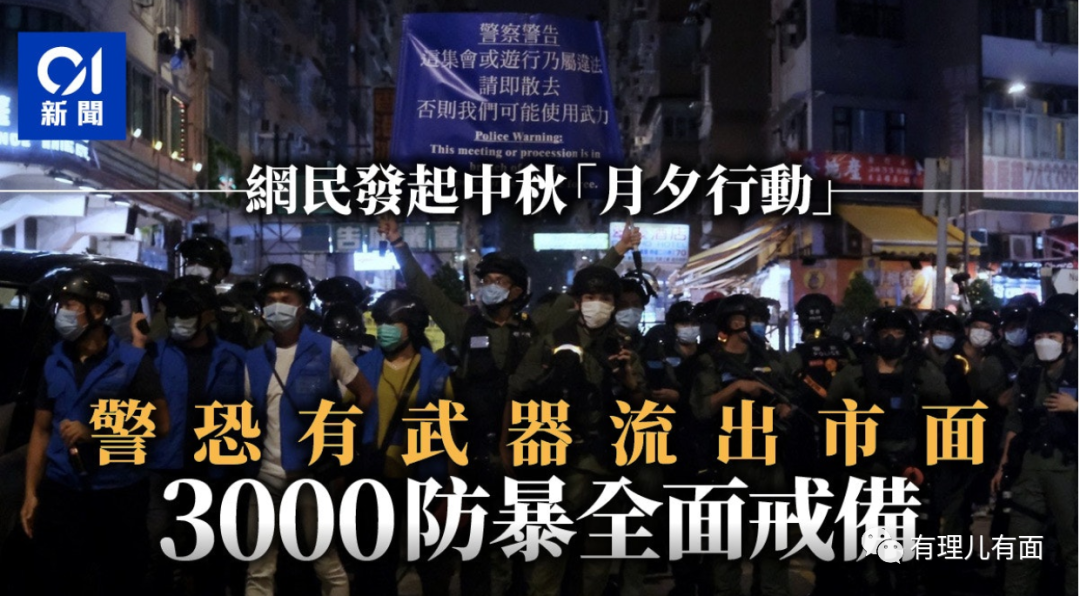 01
新聞
警察警告
這集會或遊行乃屬違法
請即散去
否則我們可能使用武力
Police Warning:
This meeting or procession is in
網民發起中秋「月夕行動」
警恐有武器流出市面
3000防暴全面戒備
有理儿有面